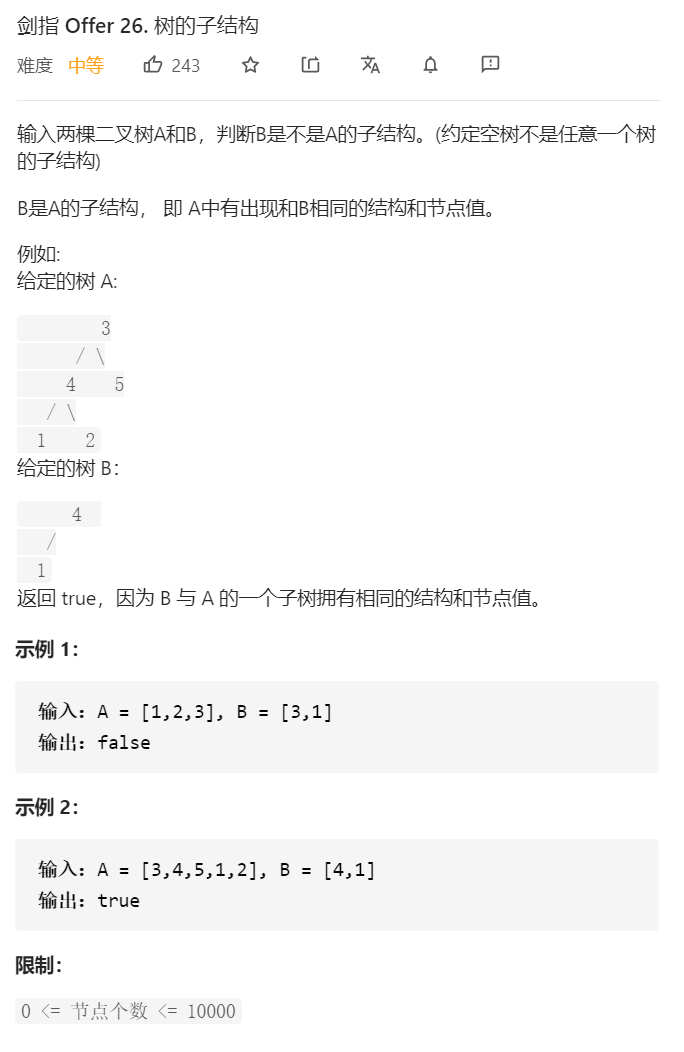 剑指 Offer 26. 树的子结构
难度 中等 243
输入两棵二叉树A和B，判断B是不是A的子结构。(约定空树不是任意一个树
的子结构)
B是A的子结构， 即 A中有出现和B相同的结构和节点值。
例如:
给定的树 A:
3
/ \
4 5
/ \
1 2
给定的树 B：
4
/
1
返回 true，因为 B 与 A 的一个子树拥有相同的结构和节点值。
示例 1：
输入：A = [1,2,3], B = [3,1]
输出：false
示例 2：
输入：A = [3,4,5,1,2], B = [4,1]
输出：true
限制：
0 <= 节点个数 <= 10000